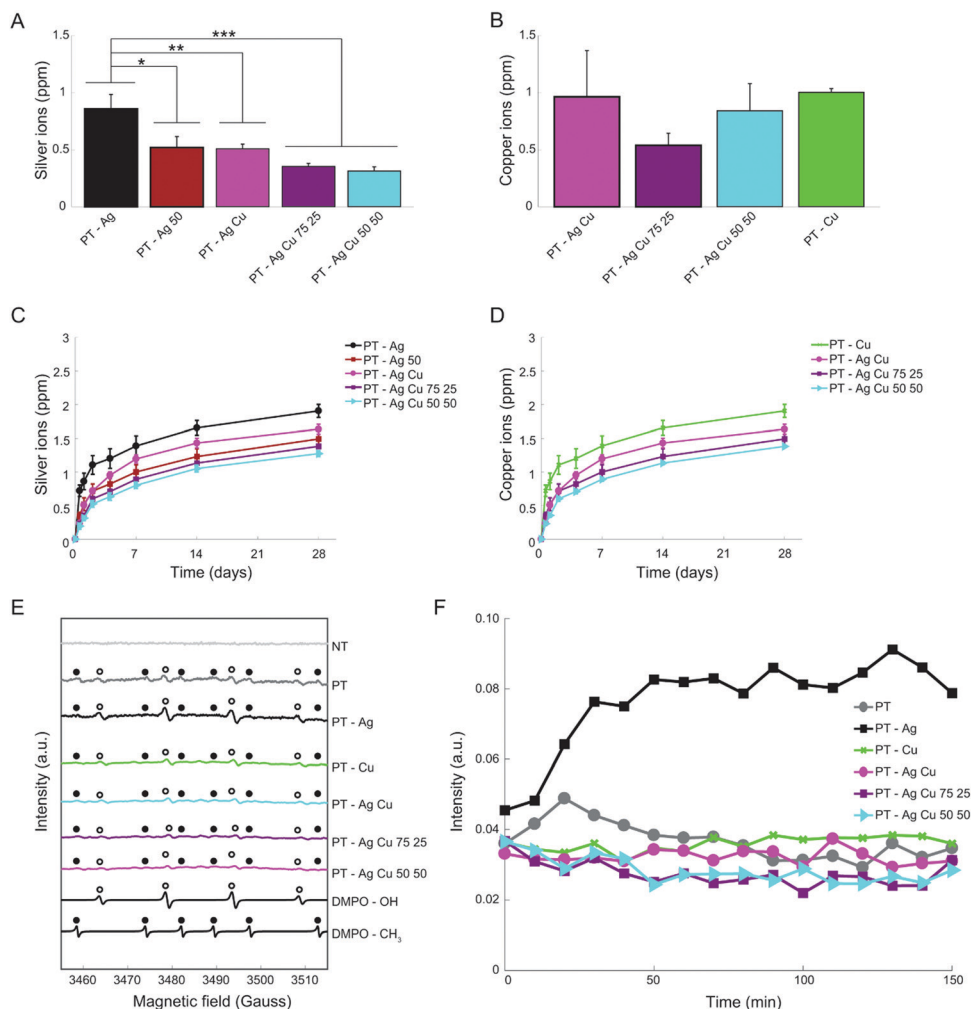 A
Silver ions (ppm)
1.5
1
0.5
0
*
**
***
PT - Ag
PT - Ag 50
PT - Ag Cu
PT - Ag Cu 75 25
PT - Ag Cu 50 50
B
Copper ions (ppm)
1.5
1
0.5
0
PT - Ag Cu
PT - Ag Cu 75 25
PT - Ag Cu 50 50
PT - Cu
C
Silver ions (ppm)
3
2.5
2
1.5
1
0.5
0
0 7 14 21 28
Time (days)
PT - Ag
PT - Ag 50
PT - Ag Cu
PT - Ag Cu 75 25
PT - Ag Cu 50 50
D
Copper ions (ppm)
3
2.5
2
1.5
1
0.5
0
0 7 14 21 28
Time (days)
PT - Cu
PT - Ag Cu
PT - Ag Cu 75 25
PT - Ag Cu 50 50
E
Intensity (a.u.)
NT
PT
PT - Ag
PT - Cu
PT - Ag Cu
PT - Ag Cu 75 25
PT - Ag Cu 50 50
DMPO - OH
DMPO - CH₃
3460 3470 3480 3490 3500 3510
Magnetic field (Gauss)
F
Intensity (a.u.)
0.10
0.08
0.06
0.04
0.02
0
0 50 100 150
Time (min)
PT
PT - Ag
PT - Cu
PT - Ag Cu
PT - Ag Cu 75 25
PT - Ag Cu 50 50